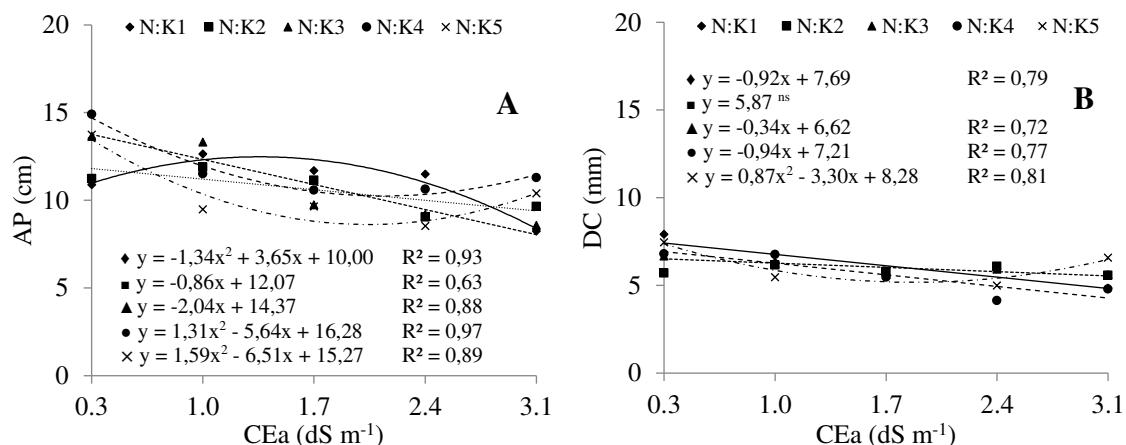 N:K1 N:K2 N:K3 N:K4 N:K5
A
20
15
10
5
0
AP (cm)
y = -1,34x² + 3,65x + 10,00 R² = 0,93
y = -0,86x + 12,07 R² = 0,63
y = -2,04x + 14,37 R² = 0,88
y = 1,31x² - 5,64x + 16,28 R² = 0,97
y = 1,59x² - 6,51x + 15,27 R² = 0,89
0.3 1.0 1.7 2.4 3.1
CEa (dS m⁻¹)
N:K1 N:K2 N:K3 N:K4 N:K5
B
20
15
10
5
0
DC (mm)
y = -0,92x + 7,69 R² = 0,79
y = 5,87 ns
y = -0,34x + 6,62 R² = 0,72
y = -0,94x + 7,21 R² = 0,77
y = 0,87x² - 3,30x + 8,28 R² = 0,81
0.3 1.0 1.7 2.4 3.1
CEa (dS m⁻¹)